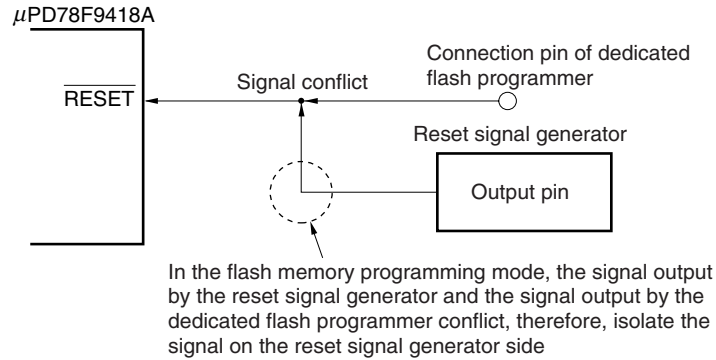 μPD78F9418A
Connection pin of dedicated
flash programmer
Signal conflict
RESET
Reset signal generator
Output pin
In the flash memory programming mode, the signal output
by the reset signal generator and the signal output by the
dedicated flash programmer conflict, therefore, isolate the
signal on the reset signal generator side